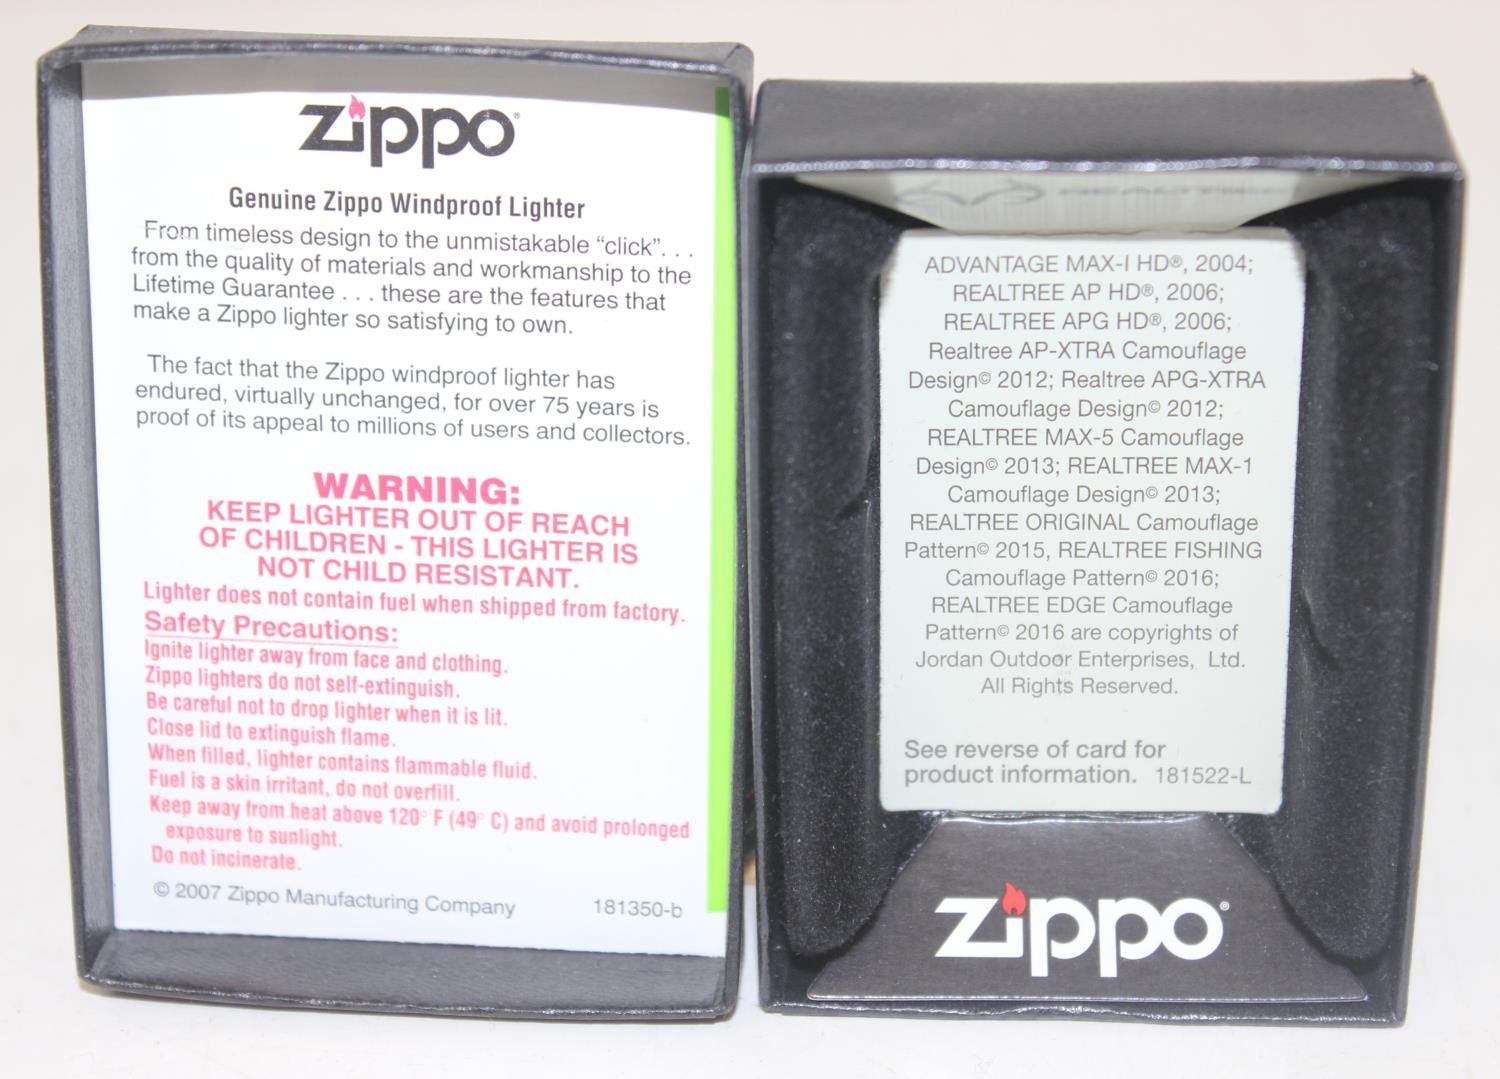 zippo®
Genuine Zippo Windproof Lighter
From timeless design to the unmistakable “click”. . .
from the quality of materials and workmanship to the
Lifetime Guarantee . . . these are the features that
make a Zippo lighter so satisfying to own.
The fact that the Zippo windproof lighter has
endured, virtually unchanged, for over 75 years is
proof of its appeal to millions of users and collectors.
WARNING:
KEEP LIGHTER OUT OF REACH
OF CHILDREN - THIS LIGHTER IS
NOT CHILD RESISTANT.
Lighter does not contain fuel when shipped from factory.
Safety Precautions:
Ignite lighter away from face and clothing.
Zippo lighters do not self-extinguish.
Be careful not to drop lighter when it is lit.
Close lid to extinguish flame.
When filled, lighter contains flammable fluid.
Fuel is a skin irritant, do not overfill.
Keep away from heat above 120° F (49° C) and avoid prolonged
exposure to sunlight.
Do not incinerate.
© 2007 Zippo Manufacturing Company 181350-b
REALTREE
ADVANTAGE MAX-I HD®, 2004;
REALTREE AP HD®, 2006;
REALTREE APG HD®, 2006;
Realtree AP-XTRA Camouflage
Design© 2012; Realtree APG-XTRA
Camouflage Design© 2012;
REALTREE MAX-5 Camouflage
Design© 2013; REALTREE MAX-1
Camouflage Design© 2013;
REALTREE ORIGINAL Camouflage
Pattern© 2015, REALTREE FISHING
Camouflage Pattern© 2016;
REALTREE EDGE Camouflage
Pattern© 2016 are copyrights of
Jordan Outdoor Enterprises, Ltd.
All Rights Reserved.
See reverse of card for
product information. 181522-L
zippo®